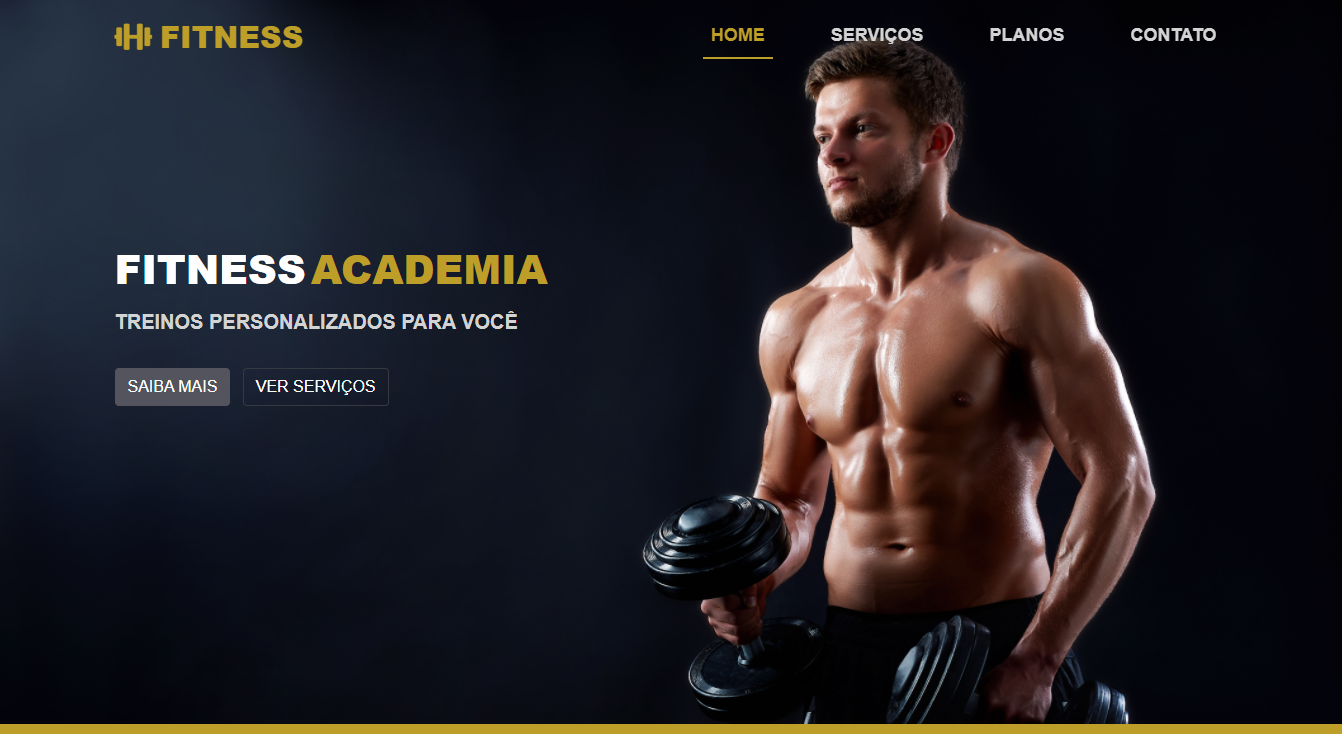 FITNESS
HOME SERVIÇOS PLANOS CONTATO
FITNESS ACADEMIA
TREINOS PERSONALIZADOS PARA VOCÊ
SAIBA MAIS VER SERVIÇOS